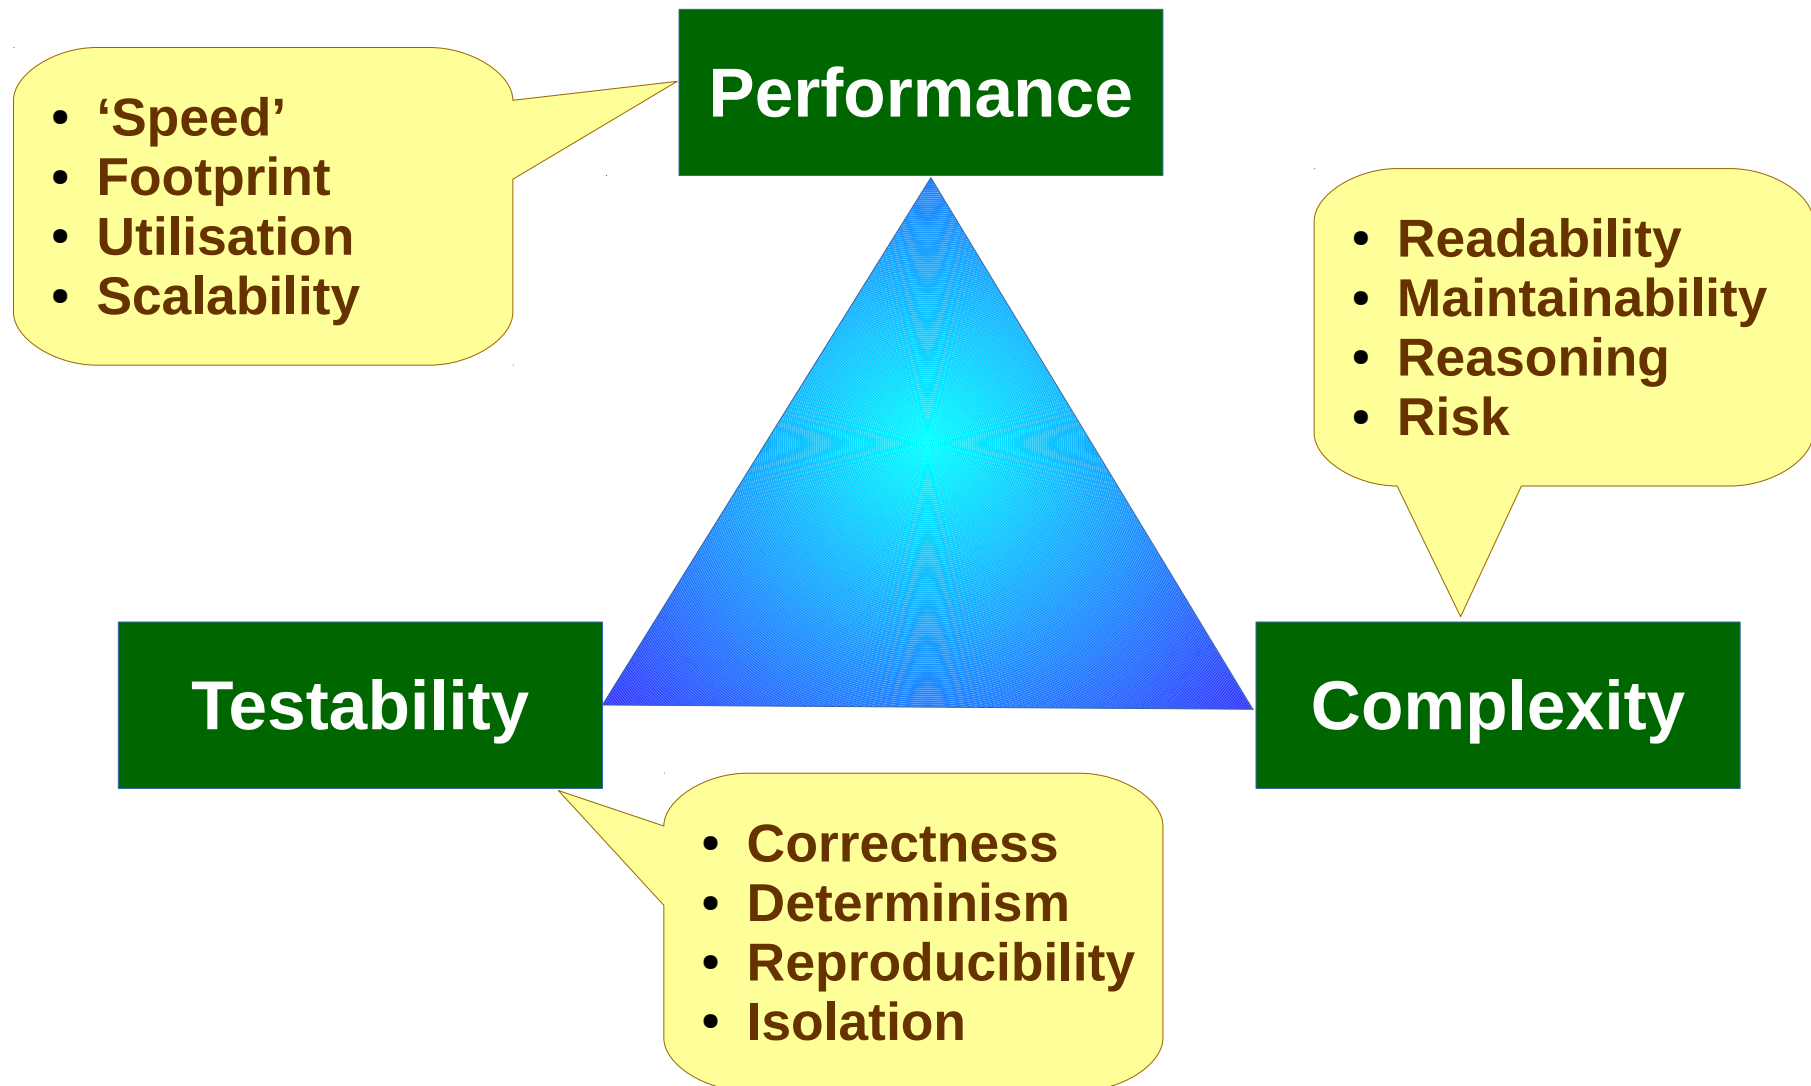 Performance
• ‘Speed’
• Footprint
• Utilisation
• Scalability
• Readability
• Maintainability
• Reasoning
• Risk
Testability
Complexity
• Correctness
• Determinism
• Reproducibility
• Isolation